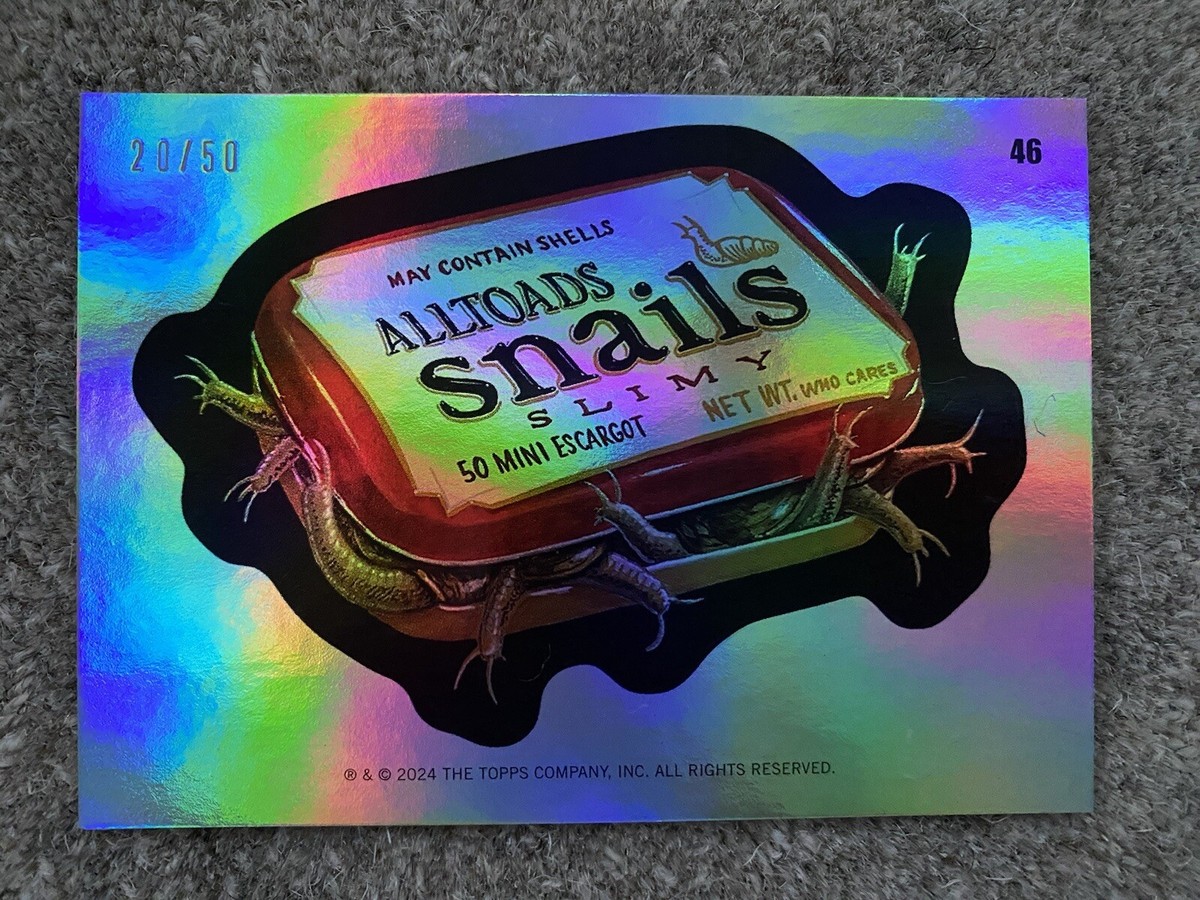 20/50
46
MAY CONTAIN SHELLS
ALLTOADS
snails
SLIMY
NET WT. WHO CARES
50 MINI ESCARGOT
® & © 2024 THE TOPPS COMPANY, INC. ALL RIGHTS RESERVED.